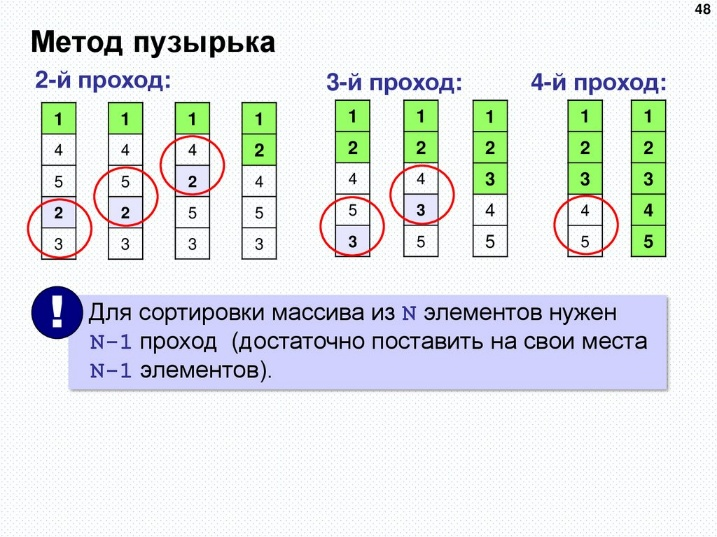 48
Метод пузырька
2-й проход:
1 1 1 1
4 4 4 2
5 5 2 4
2 2 5 5
3 3 3 3
3-й проход:
1 1 1
2 2 2
4 4 3
5 3 4
3 5 5
4-й проход:
1 1
2 2
3 3
4 4
5 5
! Для сортировки массива из N элементов нужен
N-1 проход (достаточно поставить на свои места
N-1 элементов).